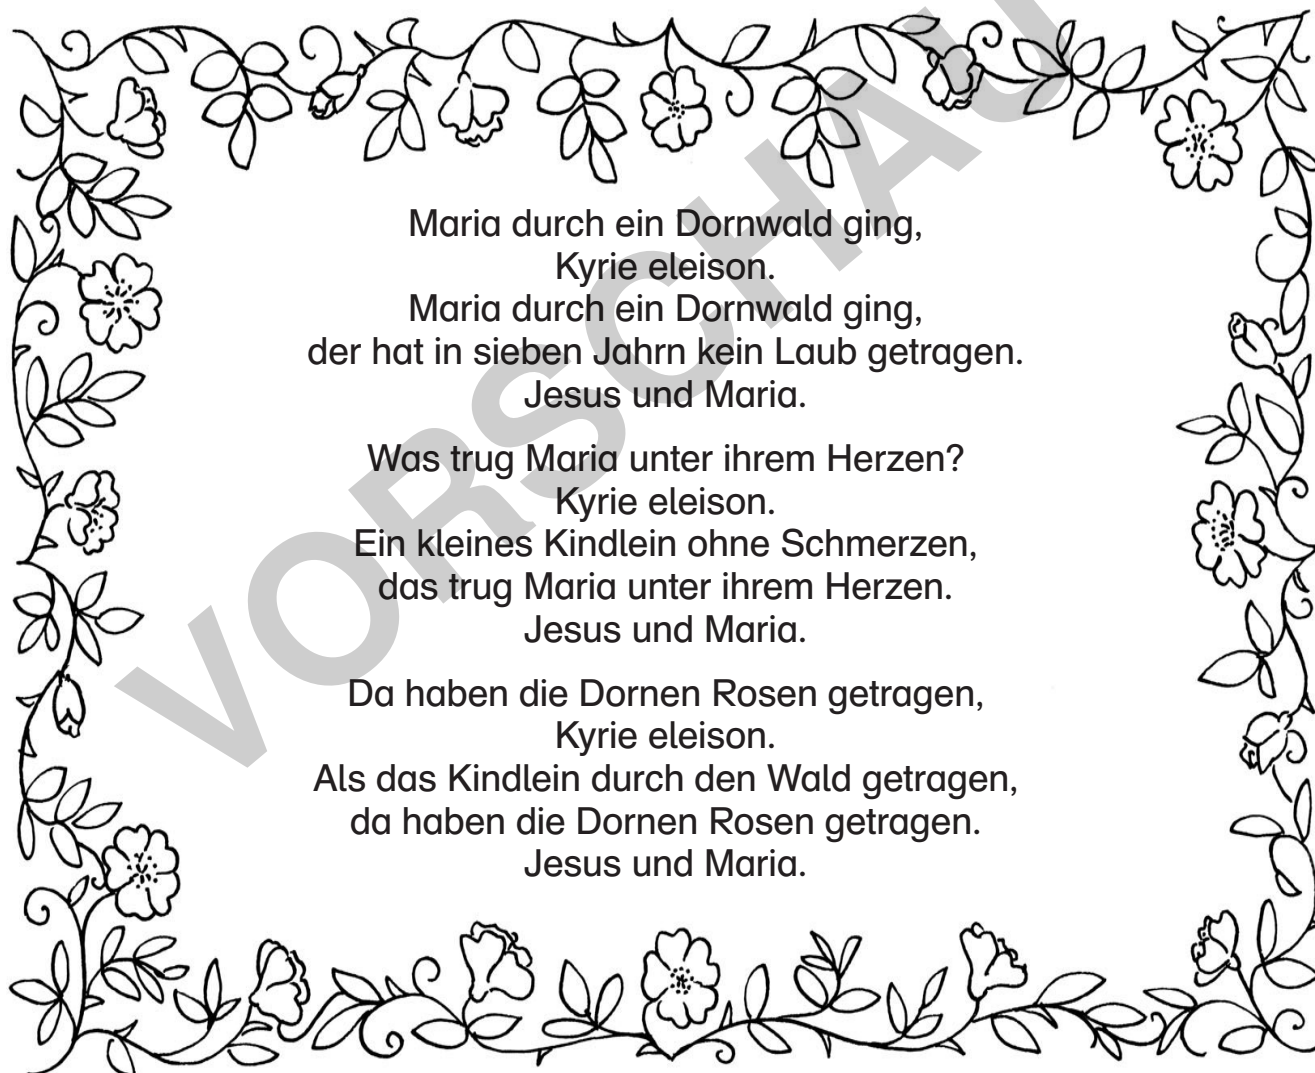 Maria durch ein Dornwald ging,
Kyrie eleison.
Maria durch ein Dornwald ging,
der hat in sieben Jahrn kein Laub getragen.
Jesus und Maria.
Was trug Maria unter ihrem Herzen?
Kyrie eleison.
Ein kleines Kindlein ohne Schmerzen,
das trug Maria unter ihrem Herzen.
Jesus und Maria.
Da haben die Dornen Rosen getragen,
Kyrie eleison.
Als das Kindlein durch den Wald getragen,
da haben die Dornen Rosen getragen.
Jesus und Maria.
VORSCHAU